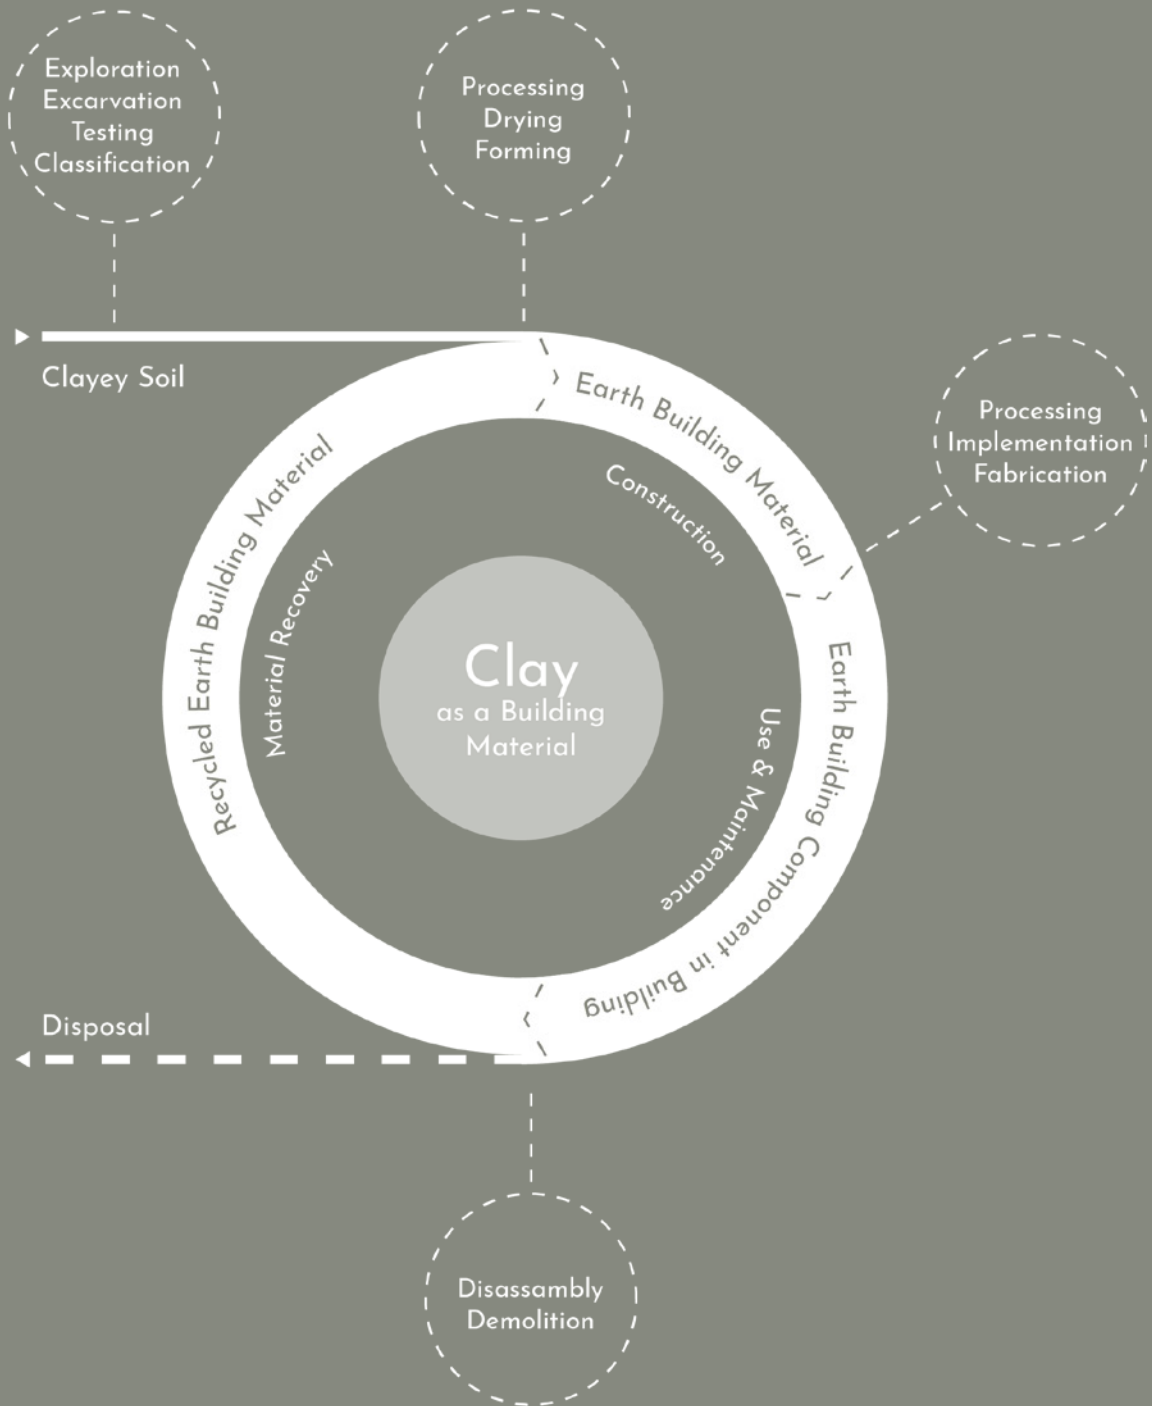 Exploration
Excarvation
Testing
Classification
Processing
Drying
Forming
Clayey Soil
Earth Building Material
Construction
Processing
Implementation
Fabrication
Recycled Earth Building Material
Material Recovery
Clay
as a Building
Material
Earth Building Component in Building
Use & Maintenance
Disposal
Disassambly
Demolition